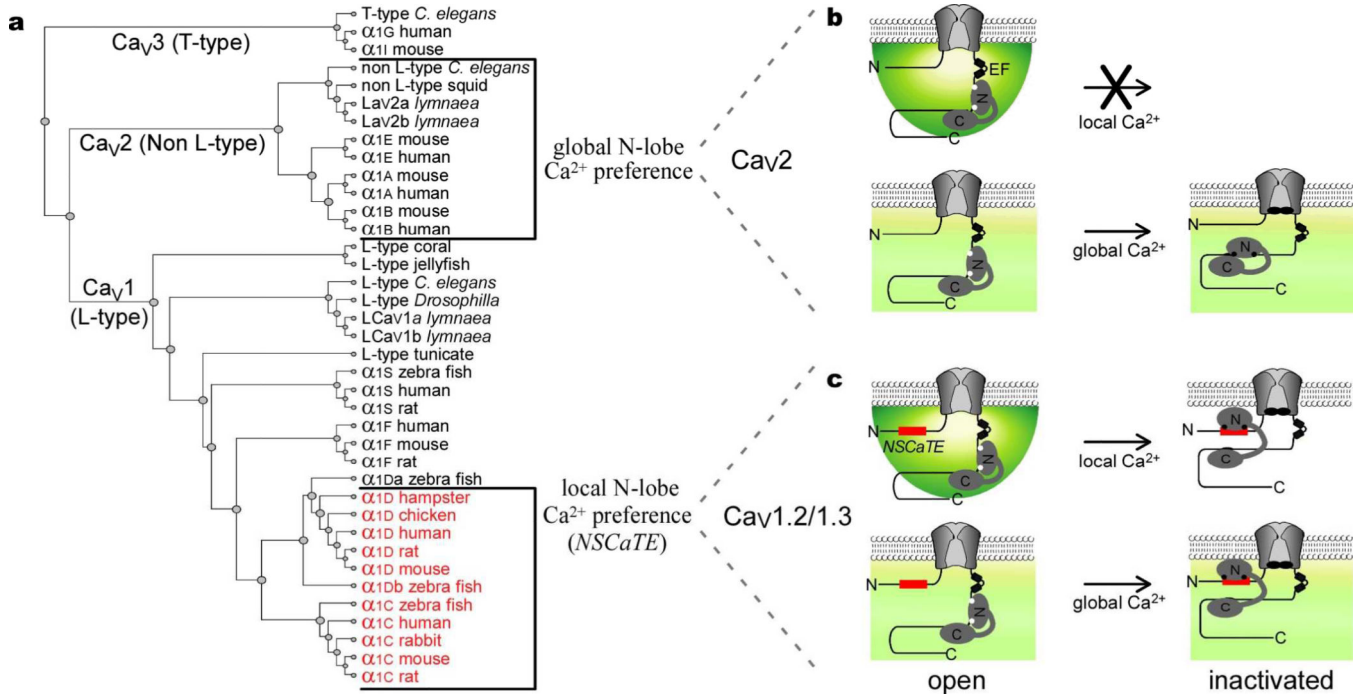 a
CaV3 (T-type)
CaV2 (Non L-type)
CaV1
(L-type)
T-type C. elegans
α1G human
α1I mouse
non L-type C. elegans
non L-type squid
LaV2a lymnaea
LaV2b lymnaea
α1E mouse
α1E human
α1A mouse
α1A human
α1B mouse
α1B human
L-type coral
L-type jellyfish
L-type C. elegans
L-type Drosophilla
LCaV1a lymnaea
LCaV1b lymnaea
L-type tunicate
α1S zebra fish
α1S human
α1S rat
α1F human
α1F mouse
α1F rat
α1Da zebra fish
α1D hampster
α1D chicken
α1D human
α1D rat
α1D mouse
α1Db zebra fish
α1C zebra fish
α1C human
α1C rabbit
α1C mouse
α1C rat
global N-lobe
Ca2+ preference
local N-lobe
Ca2+ preference
(NSCaTE)
CaV2
CaV1.2/1.3
b
N
EF
N
C
C
local Ca2+
N
N
C
C
global Ca2+
N
N
C
C
c
N
NSCaTE
N
C
C
local Ca2+
N
N
C
C
N
N
C
C
global Ca2+
N
N
C
C
open
inactivated